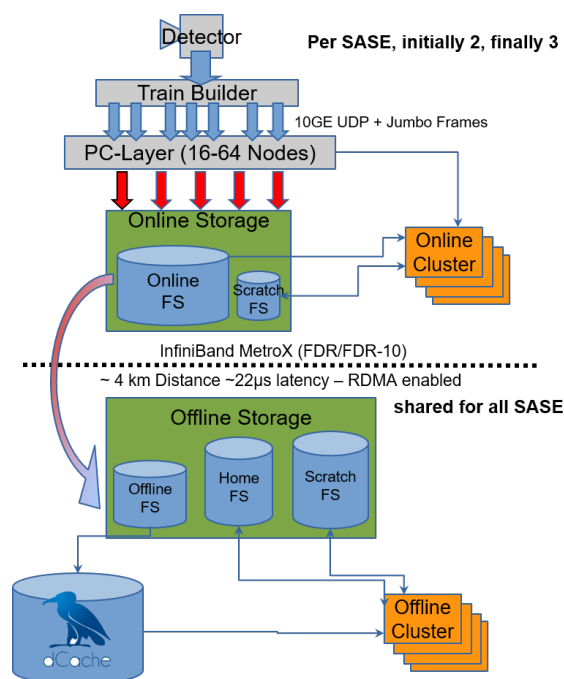 Detector
Per SASE, initially 2, finally 3
Train Builder
10GE UDP + Jumbo Frames
PC-Layer (16-64 Nodes)
Online Storage
Online
FS
Scratch
FS
Online
Cluster
InfiniBand MetroX (FDR/FDR-10)
~ 4 km Distance ~22µs latency – RDMA enabled
shared for all SASE
Offline Storage
Offline
FS
Home
FS
Scratch
FS
Offline
Cluster
dCache